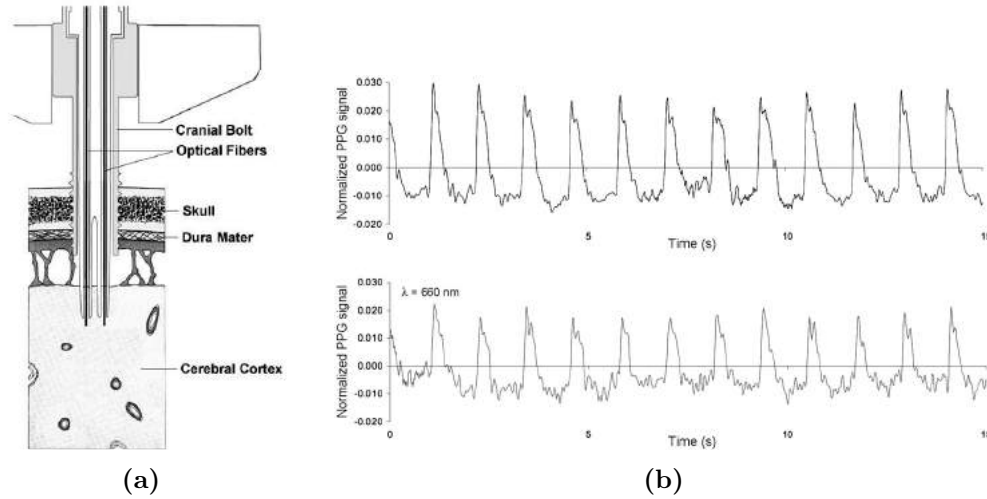 Cranial Bolt
Optical Fibers
Skull
Dura Mater
Cerebral Cortex
(a)
Normalized PPG signal
0.030
0.020
0.010
0.000
-0.010
-0.020
0
5
10
15
Time (s)
λ = 660 nm
Normalized PPG signal
0.030
0.020
0.010
0.000
-0.010
-0.020
0
5
10
15
Time (s)
(b)